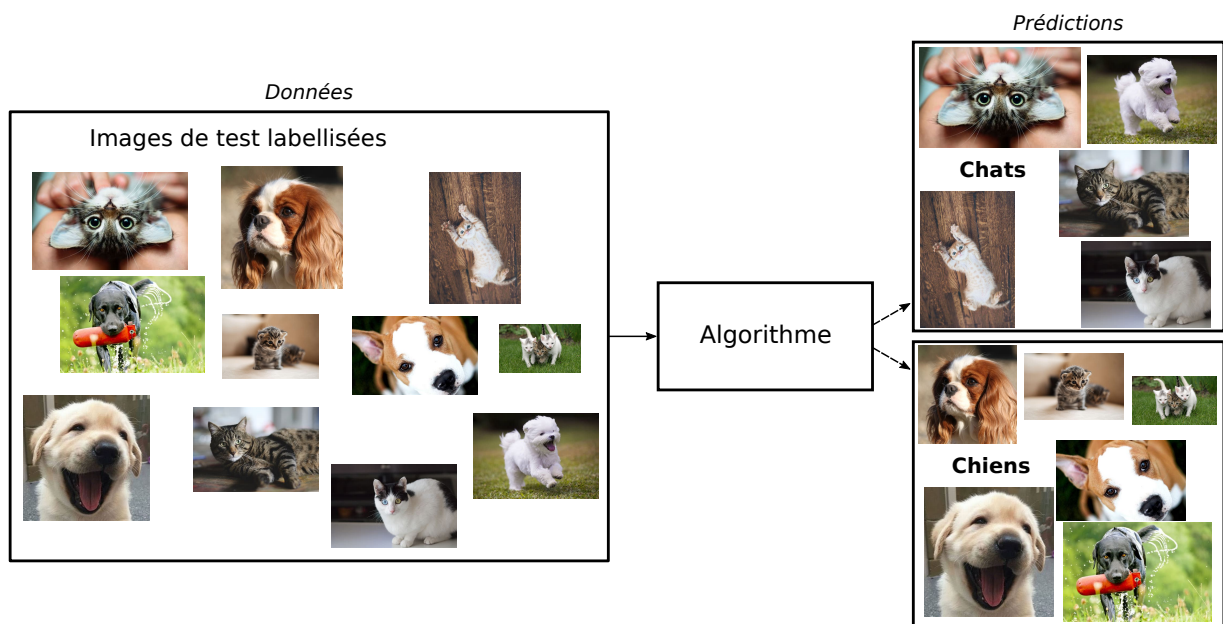 Données
Images de test labellisées
Algorithme
Prédictions
Chats
Chiens